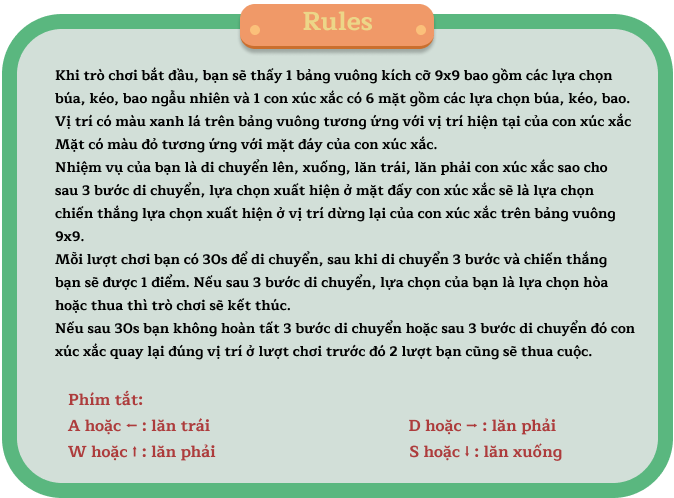 Rules
Khi trò chơi bắt đầu, bạn sẽ thấy 1 bảng vuông kích cỡ 9x9 bao gồm các lựa chọn
búa, kéo, bao ngẫu nhiên và 1 con xúc xắc có 6 mặt gồm các lựa chọn búa, kéo, bao.
Vị trí có màu xanh lá trên bảng vuông tương ứng với vị trí hiện tại của con xúc xắc
Mặt có màu đỏ tương ứng với mặt đáy của con xúc xắc.
Nhiệm vụ của bạn là di chuyển lên, xuống, lăn trái, lăn phải con xúc xắc sao cho
sau 3 bước di chuyển, lựa chọn xuất hiện ở mặt đấy con xúc xắc sẽ là lựa chọn
chiến thắng lựa chọn xuất hiện ở vị trí dừng lại của con xúc xắc trên bảng vuông
9x9.
Mỗi lượt chơi bạn có 30s để di chuyển, sau khi di chuyển 3 bước và chiến thắng
bạn sẽ được 1 điểm. Nếu sau 3 bước di chuyển, lựa chọn của bạn là lựa chọn hòa
hoặc thua thì trò chơi sẽ kết thúc.
Nếu sau 30s bạn không hoàn tất 3 bước di chuyển hoặc sau 3 bước di chuyển đó con
xúc xắc quay lại đúng vị trí ở lượt chơi trước đó 2 lượt bạn cũng sẽ thua cuộc.
Phím tắt:
A hoặc ← : lăn trái
D hoặc → : lăn phải
W hoặc ↑ : lăn phải
S hoặc ↓ : lăn xuống